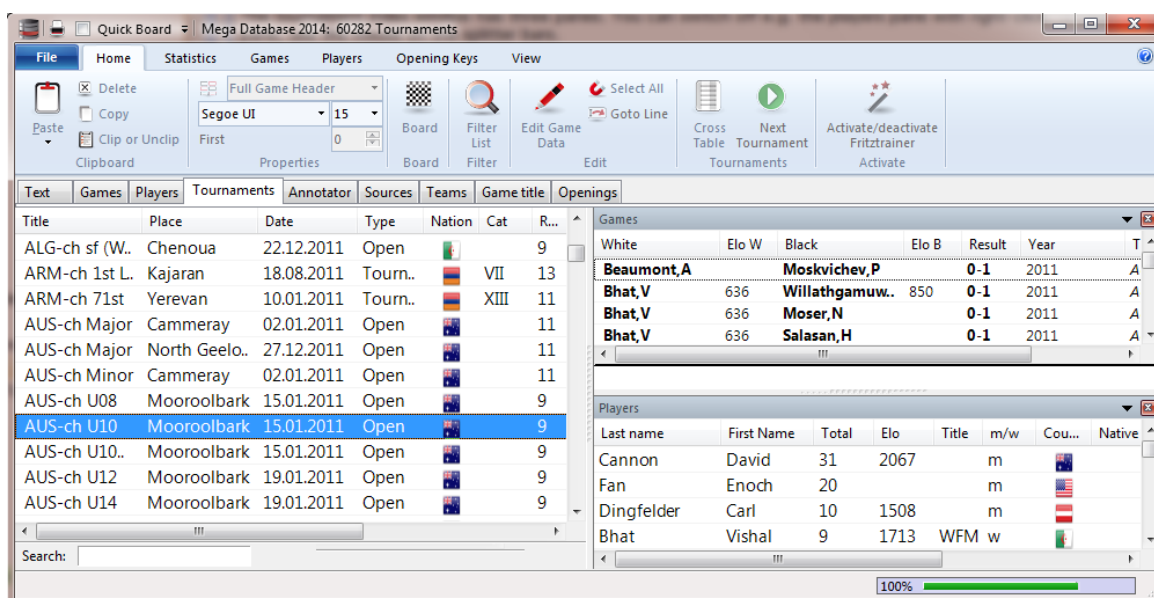 Quick Board Mega Database 2014: 60282 Tournaments
File Home Statistics Games Players Opening Keys View
Paste
Delete
Copy
Clip or Unclip
Clipboard
Full Game Header
Segoe UI 15
First 0
Properties
Board
Board
Filter List
Filter
Edit Game Data
Select All
Goto Line
Edit
Cross Table
Next Tournament
Tournaments
Activate/deactivate Fritztrainer
Activate
Text Games Players Tournaments Annotator Sources Teams Game title Openings
Title Place Date Type Nation Cat R...
ALG-ch sf (W.. Chenoua 22.12.2011 Open 9
ARM-ch 1st L. Kajaran 18.08.2011 Tourn.. VII 13
ARM-ch 71st Yerevan 10.01.2011 Tourn.. XIII 11
AUS-ch Major Cammeray 02.01.2011 Open 11
AUS-ch Major North Geelo.. 27.12.2011 Open 11
AUS-ch Minor Cammeray 02.01.2011 Open 11
AUS-ch U08 Mooroolbark 15.01.2011 Open 9
AUS-ch U10 Mooroolbark 15.01.2011 Open 9
AUS-ch U10.. Mooroolbark 15.01.2011 Open 9
AUS-ch U12 Mooroolbark 19.01.2011 Open 9
AUS-ch U14 Mooroolbark 19.01.2011 Open 9
Search:
Games
White Elo W Black Elo B Result Year T
Beaumont,A Moskvichev,P 0-1 2011 A
Bhat,V 636 Willathgamuw.. 850 0-1 2011 A
Bhat,V 636 Moser,N 0-1 2011 A
Bhat,V 636 Salasan,H 0-1 2011 A
Players
Last name First Name Total Elo Title m/w Cou... Native
Cannon David 31 2067 m
Fan Enoch 20 m
Dingfelder Carl 10 1508 m
Bhat Vishal 9 1713 WFM w
100%